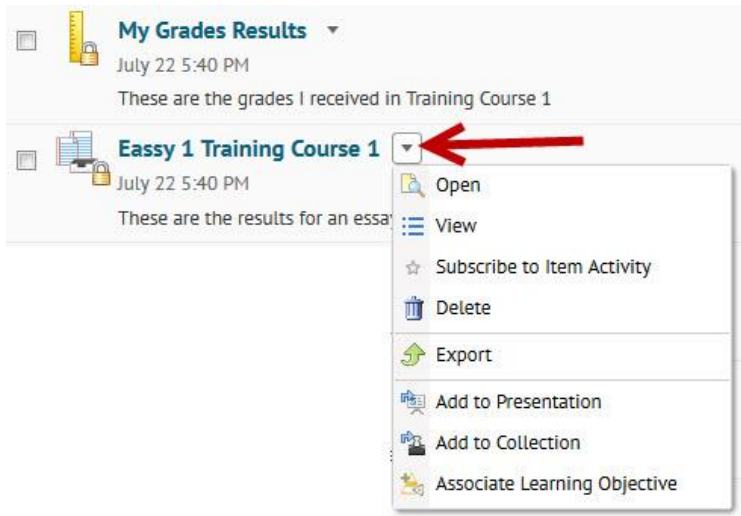 My Grades Results
July 22 5:40 PM
These are the grades I received in Training Course 1
Eassy 1 Training Course 1
July 22 5:40 PM
These are the results for an essa
Open
View
Subscribe to Item Activity
Delete
Export
Add to Presentation
Add to Collection
Associate Learning Objective